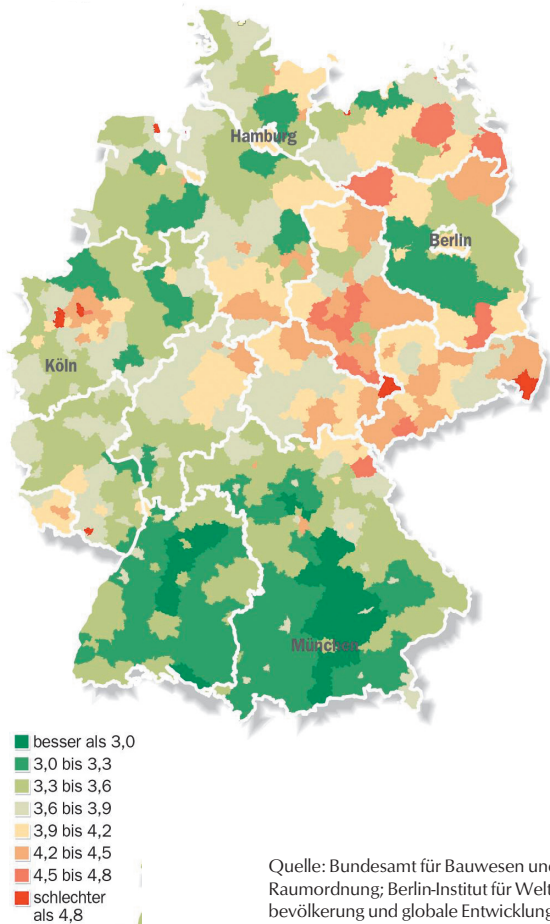 Hamburg
Berlin
Köln
München
besser als 3,0
3,0 bis 3,3
3,3 bis 3,6
3,6 bis 3,9
3,9 bis 4,2
4,2 bis 4,5
4,5 bis 4,8
schlechter
als 4,8
Quelle: Bundesamt für Bauwesen und
Raumordnung; Berlin-Institut für Welt
bevölkerung und globale Entwicklung